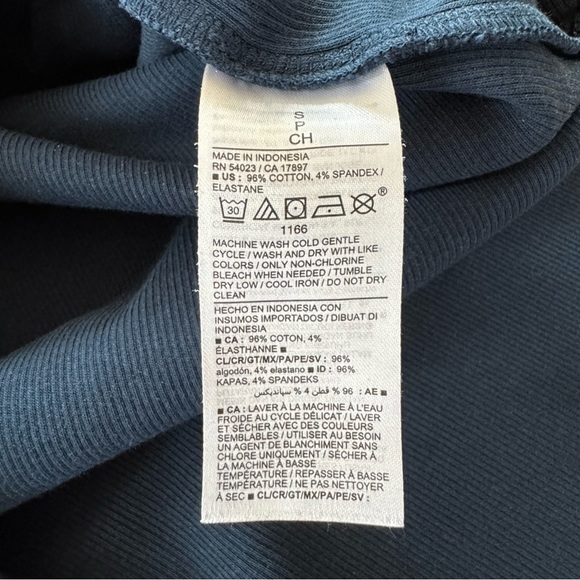 S
P
CH
MADE IN INDONESIA
RN 54023 / CA 17897
■ US : 96% COTTON, 4% SPANDEX /
ELASTANE
30 ®
1166
MACHINE WASH COLD GENTLE
CYCLE / WASH AND DRY WITH LIKE
COLORS / ONLY NON-CHLORINE
BLEACH WHEN NEEDED / TUMBLE
DRY LOW / COOL IRON / DO NOT DRY
CLEAN
HECHO EN INDONESIA CON
INSUMOS IMPORTADOS / DIBUAT DI
INDONESIA
■ CA : 96% COTON, 4%
ÉLASTHANNE ■
CL/CR/GT/MX/PA/PE/SV : 96%
algodón, 4% elastano ■ ID : 96%
KAPAS, 4% SPANDEKS
■ AE : 96 % قطن 4 % سپانديكس
■ CA : LAVER À LA MACHINE À L'EAU
FROIDE AU CYCLE DÉLICAT / LAVER
ET SÉCHER AVEC DES COULEURS
SEMBLABLES / UTILISER AU BESOIN
UN AGENT DE BLANCHIMENT SANS
CHLORE UNIQUEMENT / SÉCHER À
LA MACHINE À BASSE
TEMPÉRATURE / REPASSER À BASSE
TEMPÉRATURE / NE PAS NETTOYER
À SEC ■ CL/CR/GT/MX/PA/PE/SV :